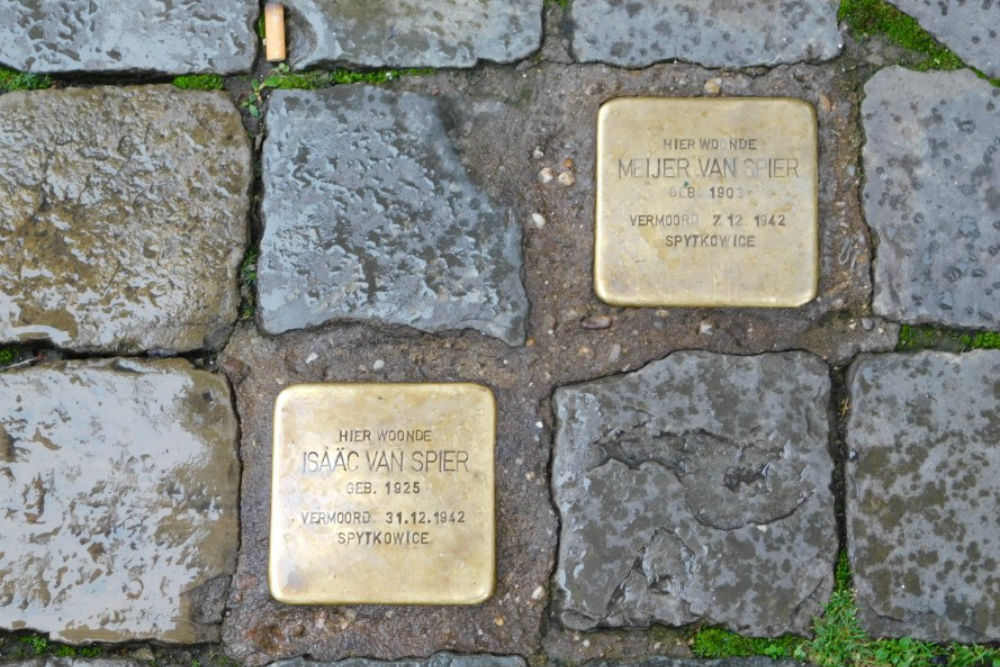 HIER WOONDE
MEIJER VAN SPIER
GEB. 1903
VERMOORD 7.12.1942
SPYTKOWICE
HIER WOONDE
ISAÄC VAN SPIER
GEB. 1925
VERMOORD 31.12.1942
SPYTKOWICE